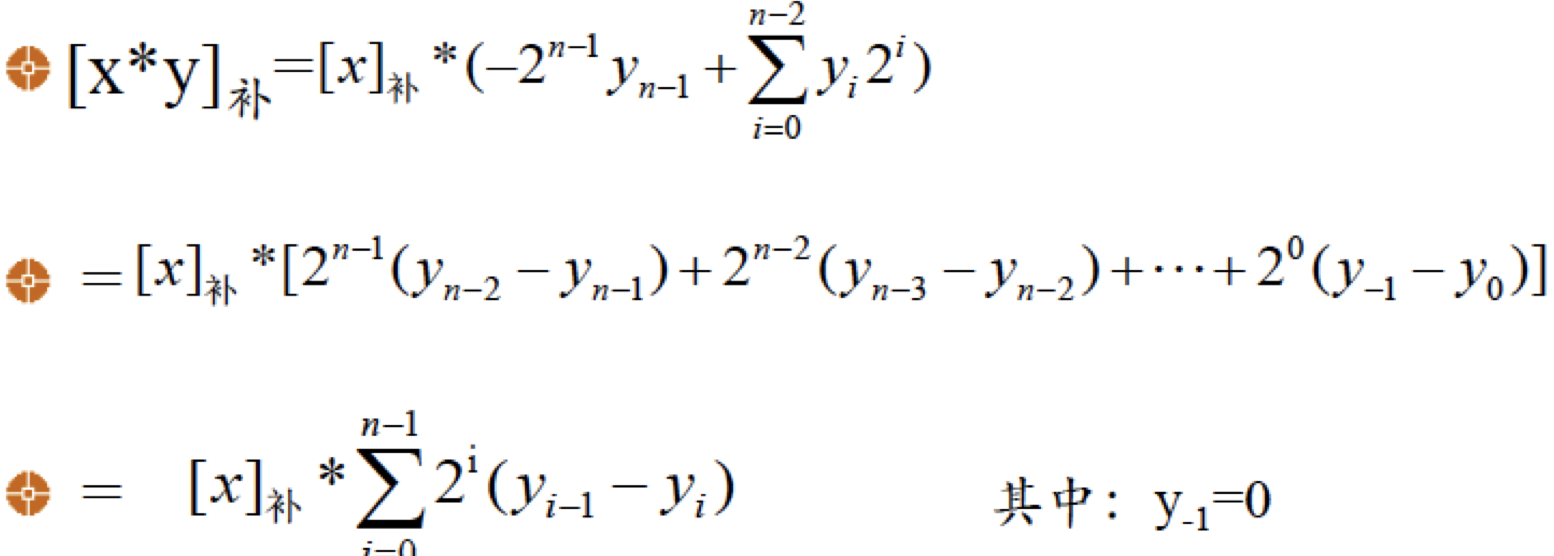 [x*y]补=[x]补*(−2^{n−1}y_{n−1}+∑_{i=0}^{n−2}y_i2^i)
=[x]补*[2^{n−1}(y_{n−2}−y_{n−1})+2^{n−2}(y_{n−3}−y_{n−2})+⋯+2^0(y_{−1}−y_0)]
= [x]补*∑_{i=0}^{n−1}2^i(y_{i−1}−y_i) 其中：y_{-1}=0